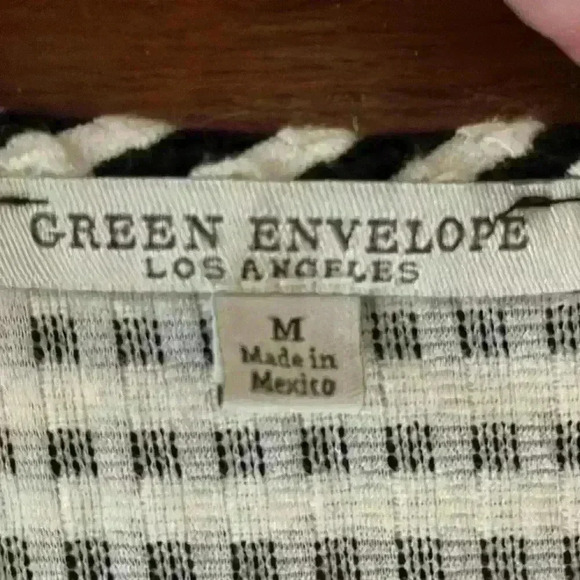 GREEN ENVELOPE
LOS ANGELES
M
Made in
Mexico